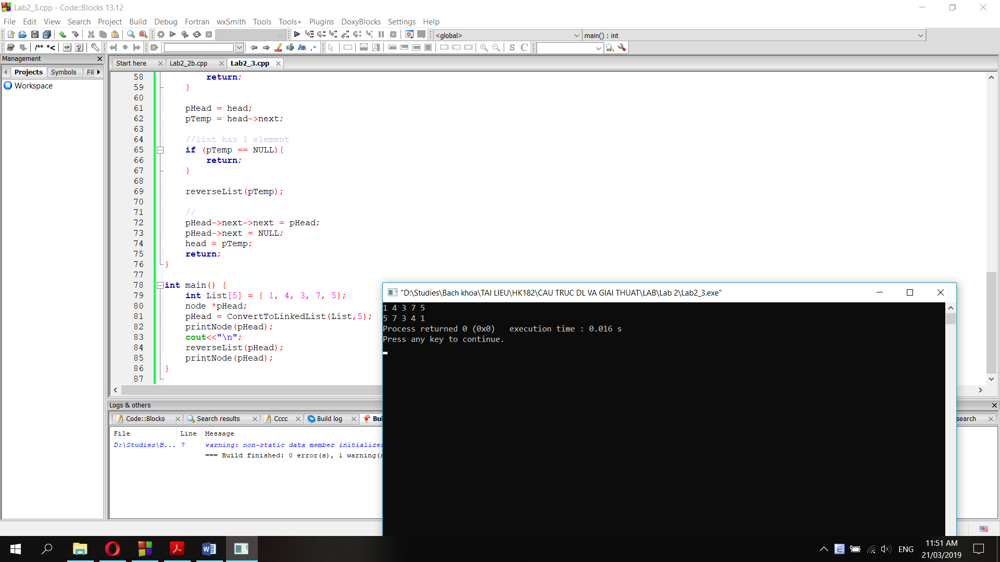 Lab2_3.cpp - Code::Blocks 13.12
File Edit View Search Project Build Debug Fortran wxSmith Tools Tools+ Plugins DoxyBlocks Settings Help
<global>
main() : int
/** *<
Aa .*
S C
Management
Projects Symbols Fil
Workspace
Start here Lab2_2b.cpp Lab2_3.cpp
58 return;
59 }
60
61 pHead = head;
62 pTemp = head->next;
63
64 //list has 1 element
65 if (pTemp == NULL){
66 return;
67 }
68
69 reverseList(pTemp);
70
71 //
72 pHead->next->next = pHead;
73 pHead->next = NULL;
74 head = pTemp;
75 return;
76 }
77
78 int main() {
79 int List[5] = { 1, 4, 3, 7, 5};
80 node *pHead;
81 pHead = ConvertToLinkedList(List,5);
82 printNode(pHead);
83 cout<<"\n";
84 reverseList(pHead);
85 printNode(pHead);
86 }
87
"D:\Studies\Bach khoa\TAI LIEU\HK182\CAU TRUC DL VA GIAI THUAT\LAB\Lab 2\Lab2_3.exe"
1 4 3 7 5
5 7 3 4 1
Process returned 0 (0x0)   execution time : 0.016 s
Press any key to continue.
Logs & others
Code::Blocks Search results Cccc Build log Bui
search
File Line Message
D:\Studies\B... 7 warning: non-static data member initializer
=== Build finished: 0 error(s), 1 warning(s
ENG
11:51 AM
21/03/2019